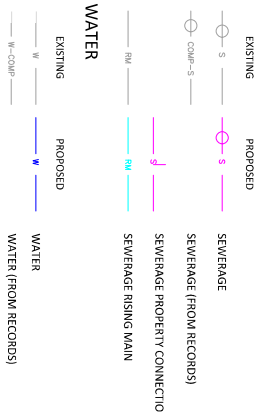 EXISTING PROPOSED
S S SEWERAGE
COMP-S SEWERAGE (FROM RECORDS)
S SEWERAGE PROPERTY CONNECTIO
RM RM SEWERAGE RISING MAIN
WATER
EXISTING PROPOSED
W W WATER
W-COMP WATER (FROM RECORDS)